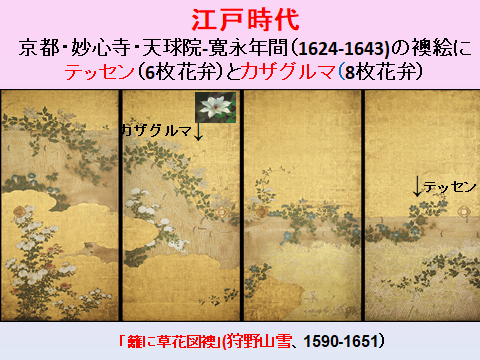 江戸時代
京都・妙心寺・天球院-寛永年間（1624-1643)の襖絵に
テッセン（6枚花弁）とカザグルマ（8枚花弁）
カザグルマ↓
↓テッセン
「籬に草花図襖」(狩野山雪、1590-1651）